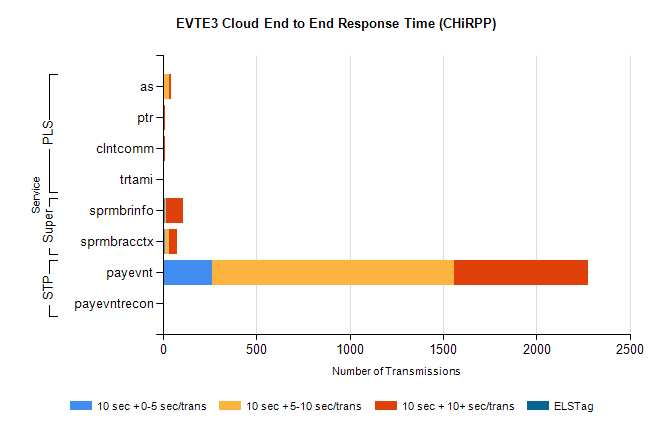 EVTE3 Cloud End to End Response Time (CHiRPP)
Service
PLS
as
ptr
clntcomm
trtami
Super
sprmbrinfo
sprmbracctx
STP
payevnt
payevntrecon
0 500 1000 1500 2000 2500
Number of Transmissions
10 sec +0-5 sec/trans 10 sec +5-10 sec/trans 10 sec + 10+ sec/trans ELSTag